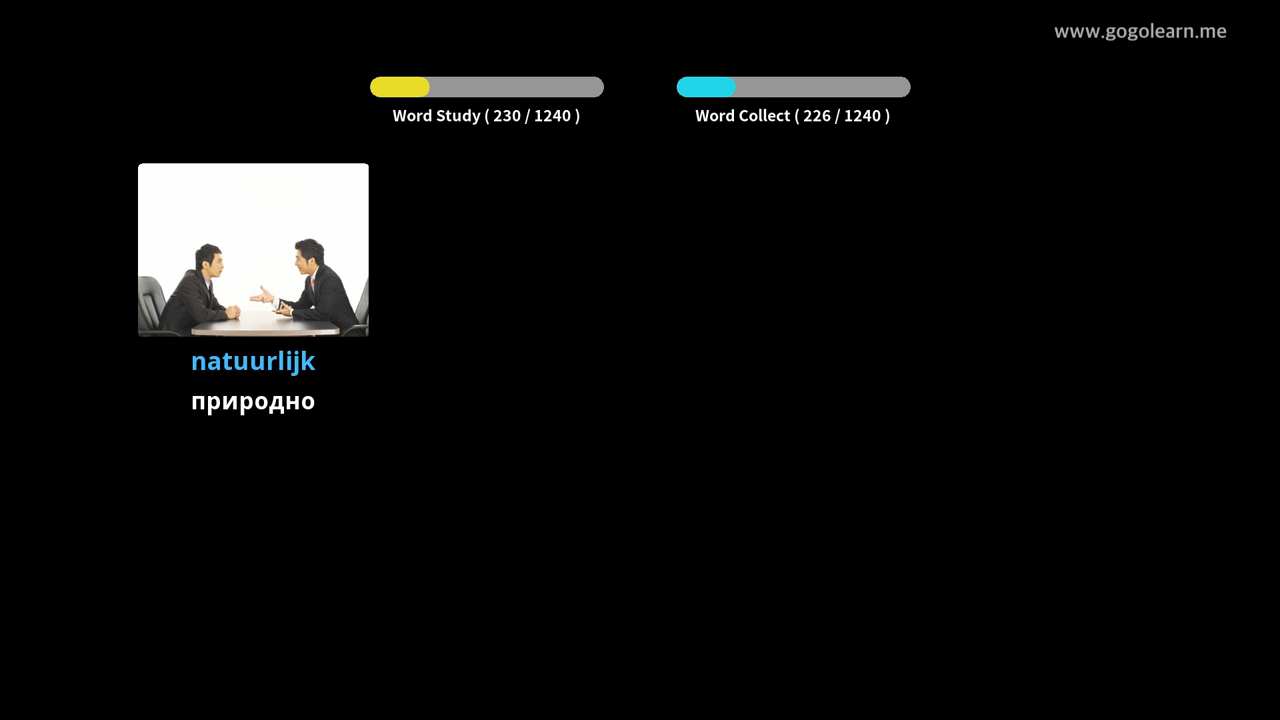 www.gogolearn.me
Word Study ( 230 / 1240 )
Word Collect ( 226 / 1240 )
natuurlijk
природно